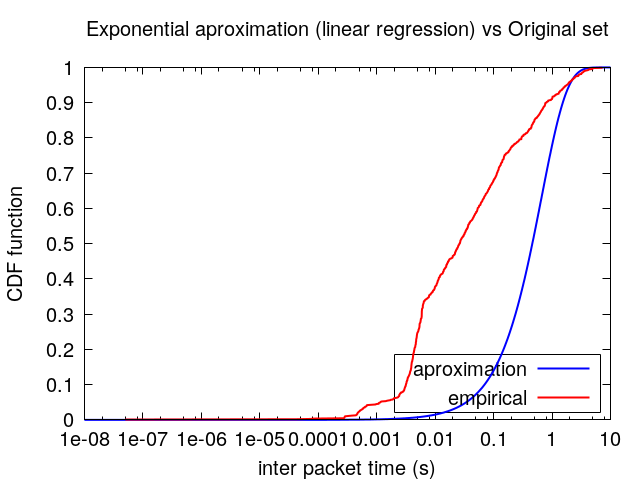 Exponential aproximation (linear regression) vs Original set
1
0.9
0.8
0.7
0.6
0.5
0.4
0.3
0.2
0.1
0
CDF function
aproximation
empirical
1e-08 1e-07 1e-06 1e-05 0.0001 0.001 0.01 0.1 1 10
inter packet time (s)